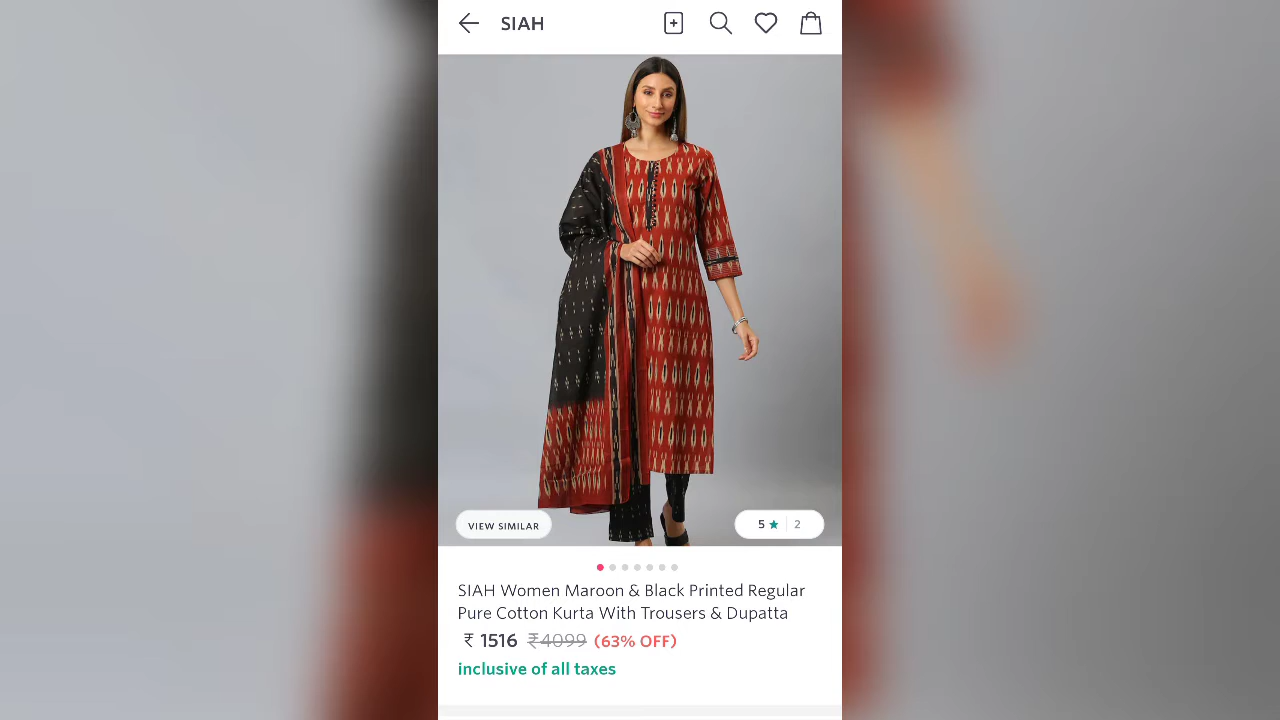 SIAH
VIEW SIMILAR
5 ★ | 2
SIAH Women Maroon & Black Printed Regular
Pure Cotton Kurta With Trousers & Dupatta
₹ 1516 ₹4099 (63% OFF)
inclusive of all taxes